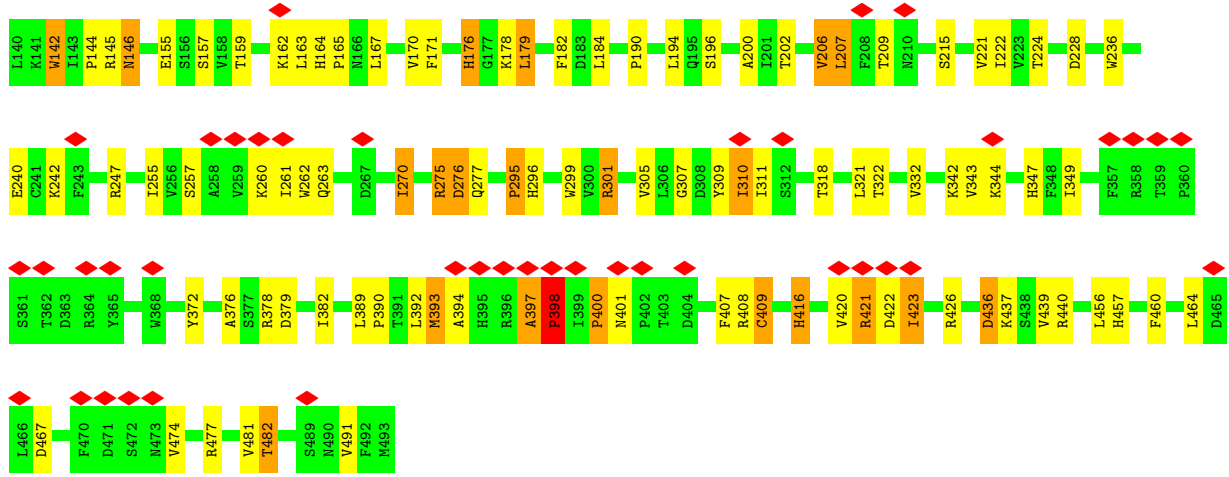 L140 K141 W142 I143 P144 R145 N146 E155 S156 S157 V158 T159 K162 L163 H164 P165 N166 L167 V170 F171 H176 G177 K178 L179 F182 D183 L184 P190 L194 Q195 S196 A200 I201 T202 V206 L207 F208 T209 N210 S215 V221 I222 V223 T224 D228 W236
E240 C241 K242 F243 R247 I255 V256 S257 A258 V259 K260 I261 W262 Q263 D267 I270 R275 D276 Q277 P295 H296 W299 V300 R301 V305 L306 G307 D308 Y309 I310 I311 S312 T318 L321 T322 V332 K342 V343 K344 H347 F348 I349 F357 R358 T359 P360
S361 T362 D363 R364 Y365 W368 Y372 A376 S377 R378 D379 I382 L389 P390 T391 L392 M393 A394 H395 R396 A397 P398 I399 P400 N401 P402 T403 D404 F407 R408 C409 H416 V420 R421 D422 I423 R426 D436 K437 S438 V439 R440 L456 H457 F460 L464 D465
L466 D467 F470 D471 S472 N473 V474 R477 V481 T482 S489 N490 V491 F492 M493